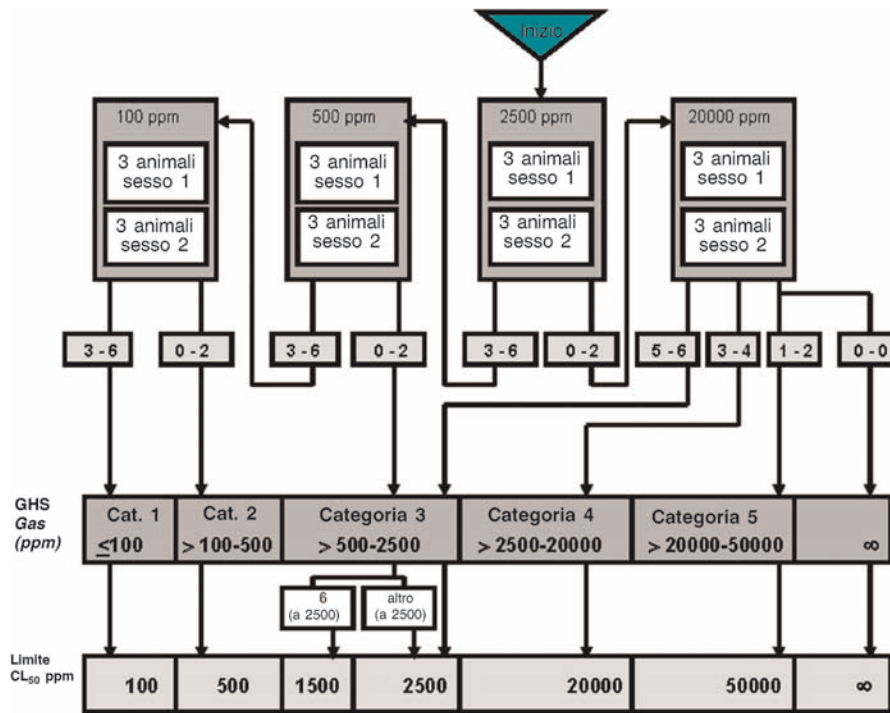 Inizio
100 ppm
500 ppm
2500 ppm
20000 ppm
3 animali
sesso 1
3 animali
sesso 1
3 animali
sesso 1
3 animali
sesso 1
3 animali
sesso 2
3 animali
sesso 2
3 animali
sesso 2
3 animali
sesso 2
3 - 6
0 - 2
3 - 6
0 - 2
3 - 6
0 - 2
5 - 6
3 - 4
1 - 2
0 - 0
GHS
Gas
(ppm)
Cat. 1
≤100
Cat. 2
> 100-500
Categoria 3
> 500-2500
Categoria 4
> 2500-20000
Categoria 5
> 20000-50000
∞
6
(a 2500)
altro
(a 2500)
Limite
CL₅₀ ppm
100
500
1500
2500
20000
50000
∞